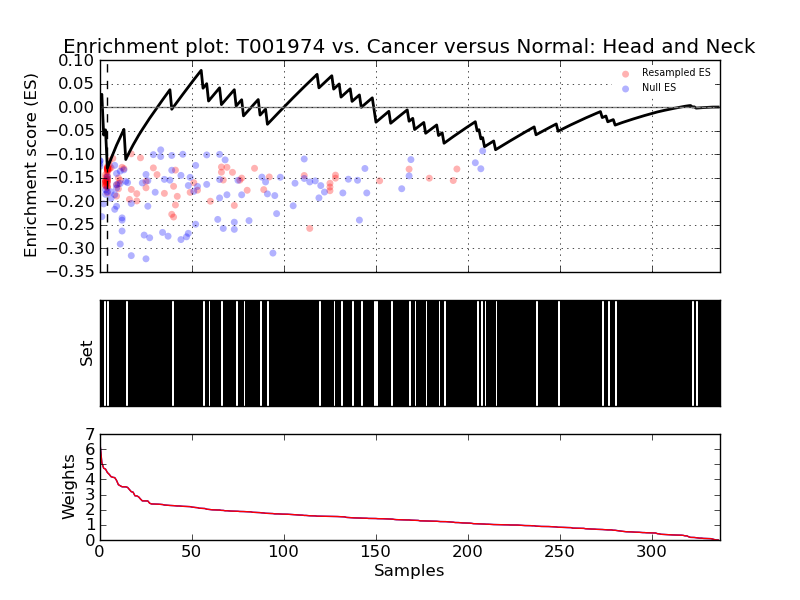 Enrichment plot: T001974 vs. Cancer versus Normal: Head and Neck
Enrichment score (ES)
0.10
0.05
0.00
−0.05
−0.10
−0.15
−0.20
−0.25
−0.30
−0.35
Resampled ES
Null ES
Set
Weights
7
6
5
4
3
2
1
0
0 50 100 150 200 250 300
Samples